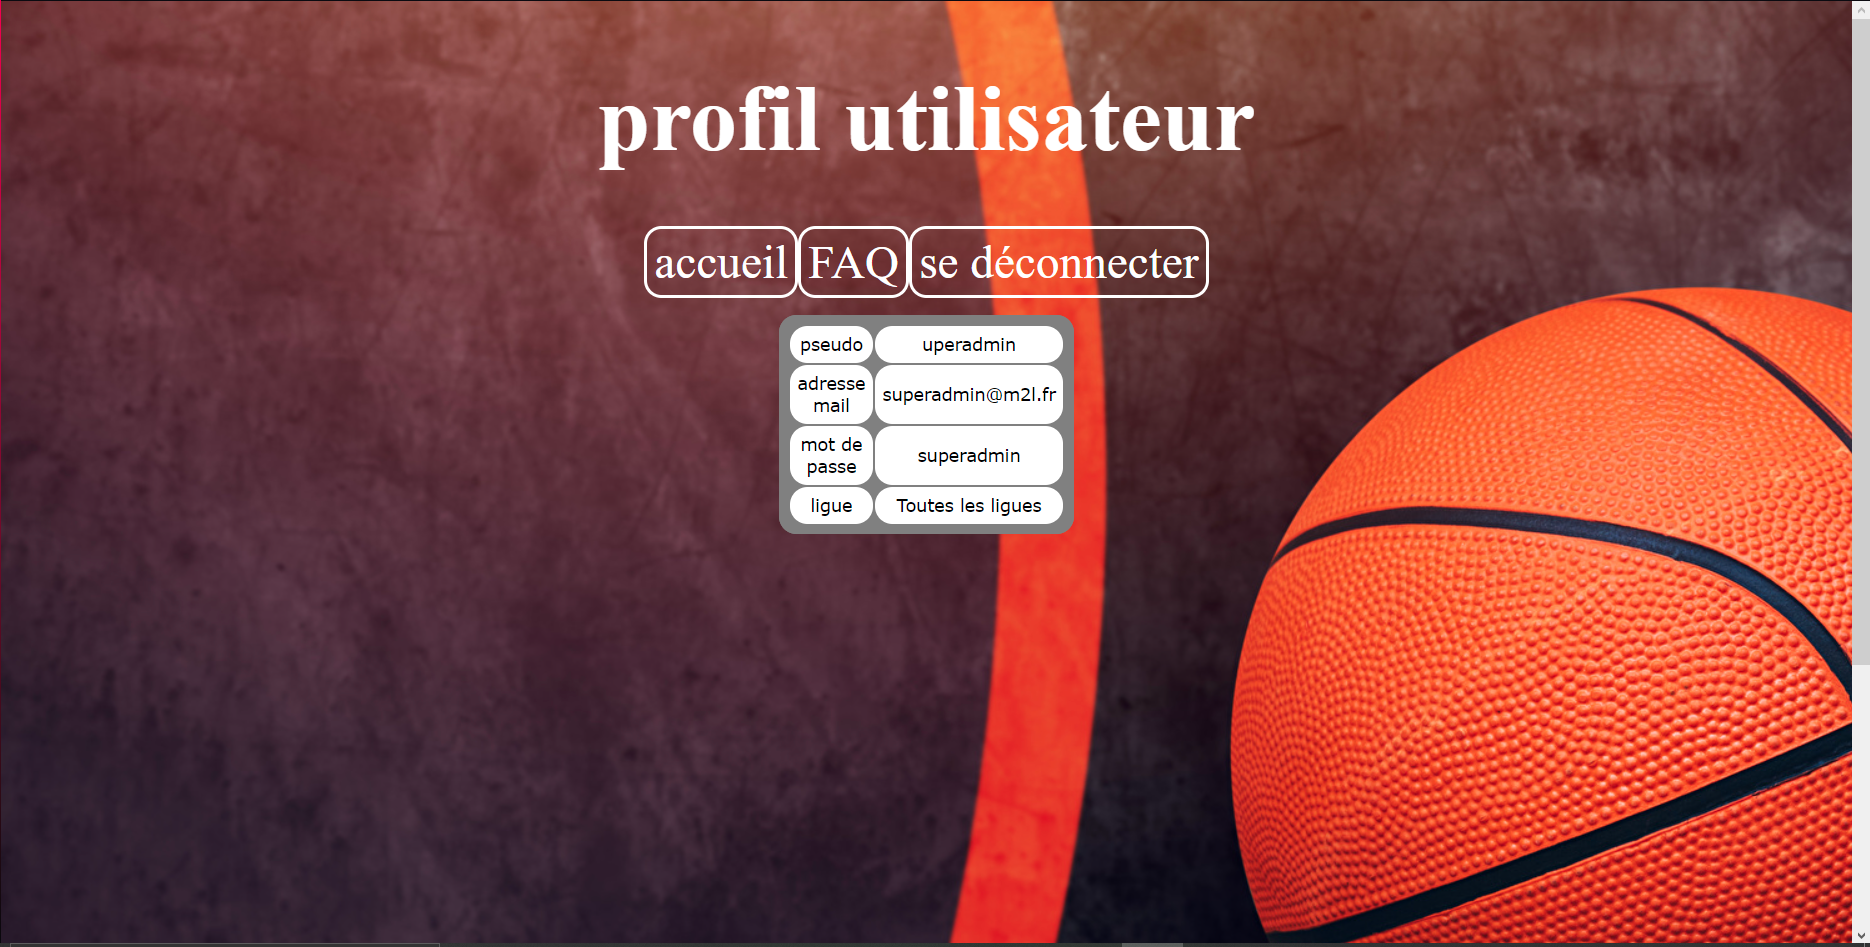 profil utilisateur
accueil FAQ se déconnecter
pseudo uperadmin
adresse
mail superadmin@m2l.fr
mot de
passe superadmin
ligue Toutes les ligues